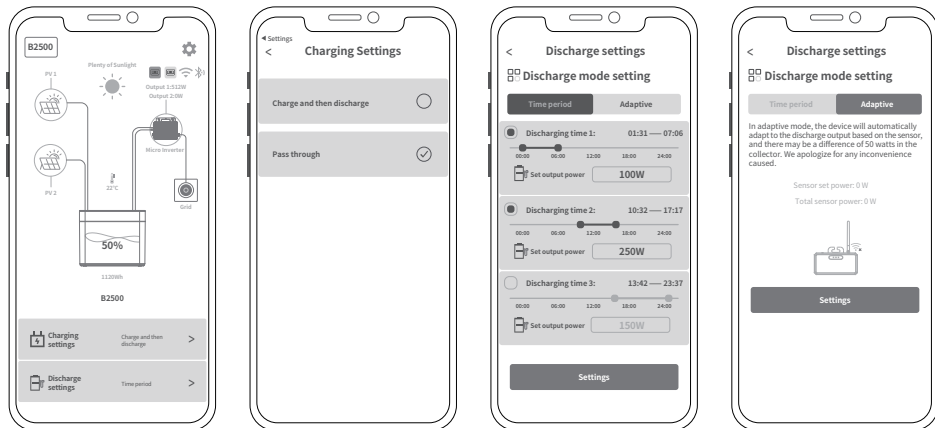 B2500
Plenty of Sunlight
PV 1
Output 1:512W
Output 2:0W
Micro Inverter
PV 2
22°C
Grid
50%
1120Wh
B2500
Charging settings
Charge and then discharge
>
Discharge settings
Time period
>
Settings
< Charging Settings
Charge and then discharge
Pass through
< Discharge settings
Discharge mode setting
Time period Adaptive
Discharging time 1: 01:31 — 07:06
00:00 06:00 12:00 18:00 24:00
Set output power 100W
Discharging time 2: 10:32 — 17:17
00:00 06:00 12:00 18:00 24:00
Set output power 250W
Discharging time 3: 13:42 — 23:37
00:00 06:00 12:00 18:00 24:00
Set output power 150W
Settings
< Discharge settings
Discharge mode setting
Time period Adaptive
In adaptive mode, the device will automatically
adapt to the discharge output based on the sensor,
and there may be a difference of 50 watts in the
collector. We apologize for any inconvenience
caused.
Sensor set power: 0 W
Total sensor power: 0 W
Settings